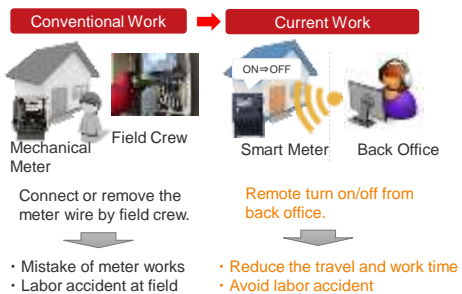 Conventional Work
Current Work
ON⇒OFF
Mechanical
Meter
Field Crew
Smart Meter
Back Office
Connect or remove the
meter wire by field crew.
Remote turn on/off from
back office.
・Mistake of meter works
・Labor accident at field
・Reduce the travel and work time
・Avoid labor accident